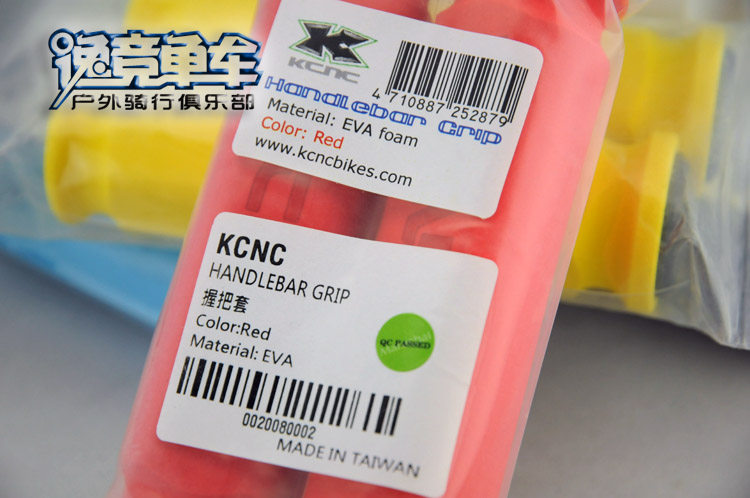 逸竞单车
户外骑行俱乐部
KCNC
4 710887 252879
Handlebar Grip
Material: EVA foam
Color: Red
www.kcncbikes.com
KCNC
HANDLEBAR GRIP
握把套
Color:Red
Material: EVA
QC PASSED
0020080002
MADE IN TAIWAN